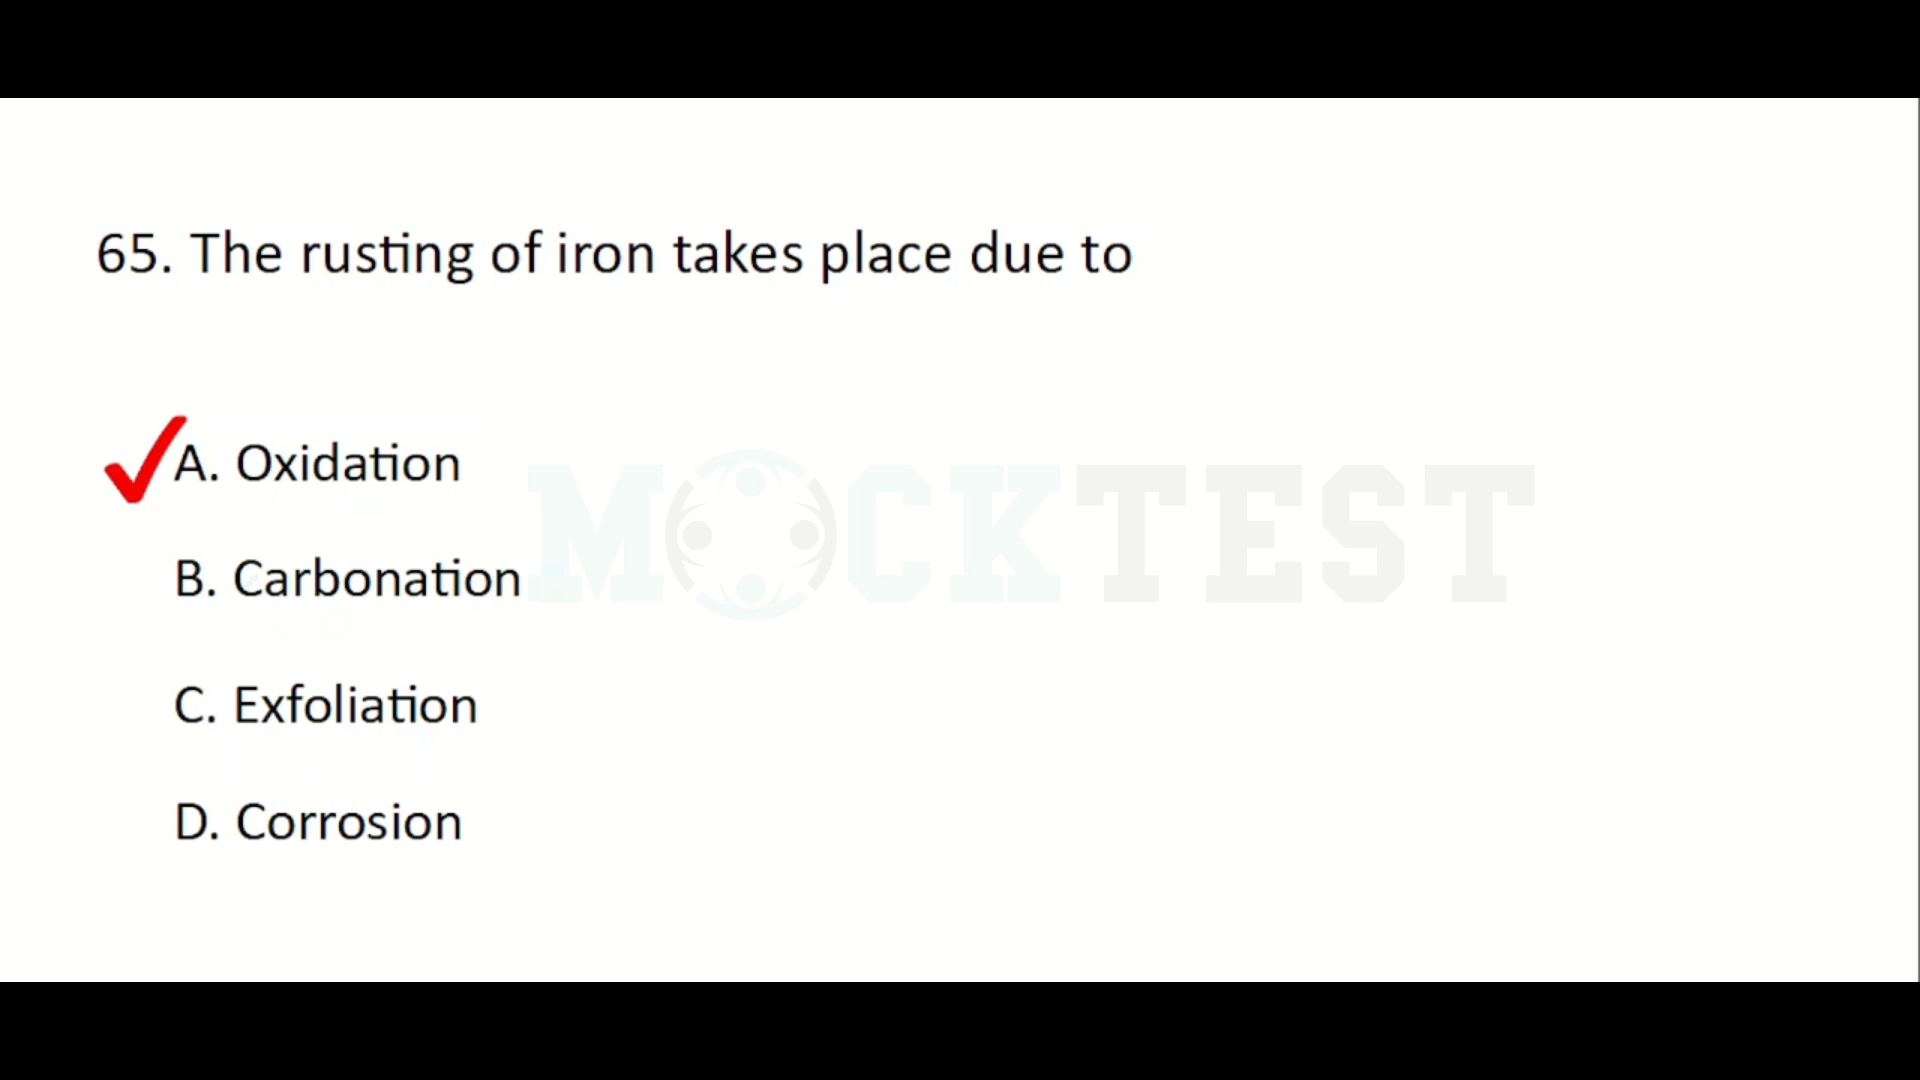 65. The rusting of iron takes place due to
A. Oxidation
B. Carbonation
MOCKTEST
C. Exfoliation
D. Corrosion